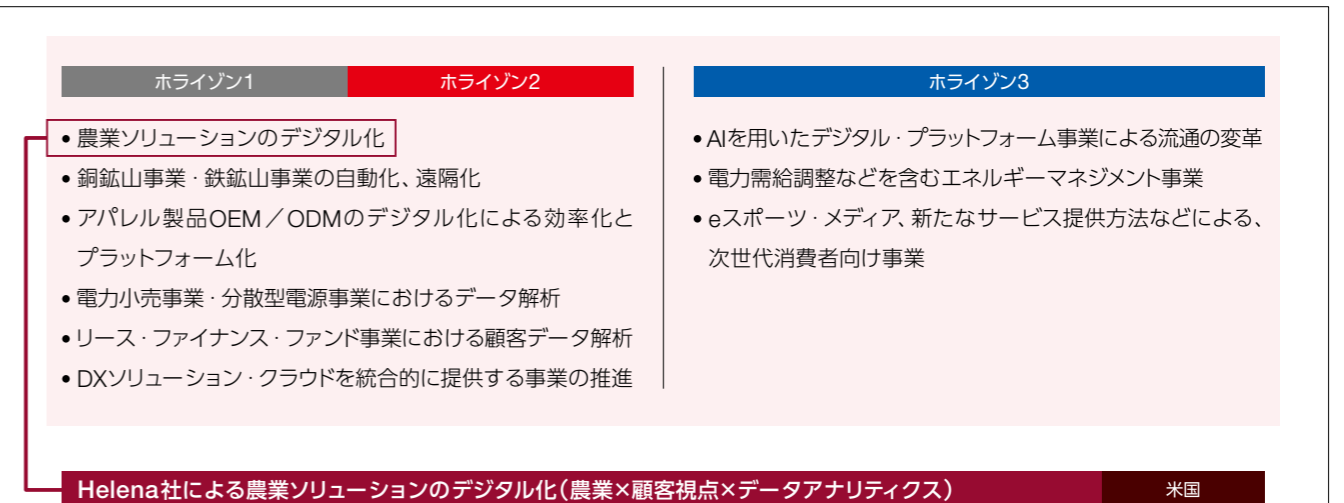 ホライゾン1
ホライゾン2
•農業ソリューションのデジタル化
•銅鉱山事業・鉄鉱山事業の自動化、遠隔化
•アパレル製品OEM／ODMのデジタル化による効率化と
プラットフォーム化
•電力小売事業・分散型電源事業におけるデータ解析
•リース・ファイナンス・ファンド事業における顧客データ解析
•DXソリューション・クラウドを統合的に提供する事業の推進
ホライゾン3
•AIを用いたデジタル・プラットフォーム事業による流通の変革
•電力需給調整などを含むエネルギーマネジメント事業
•eスポーツ・メディア、新たなサービス提供方法などによる、
次世代消費者向け事業
Helena社による農業ソリューションのデジタル化（農業×顧客視点×データアナリティクス）
米国